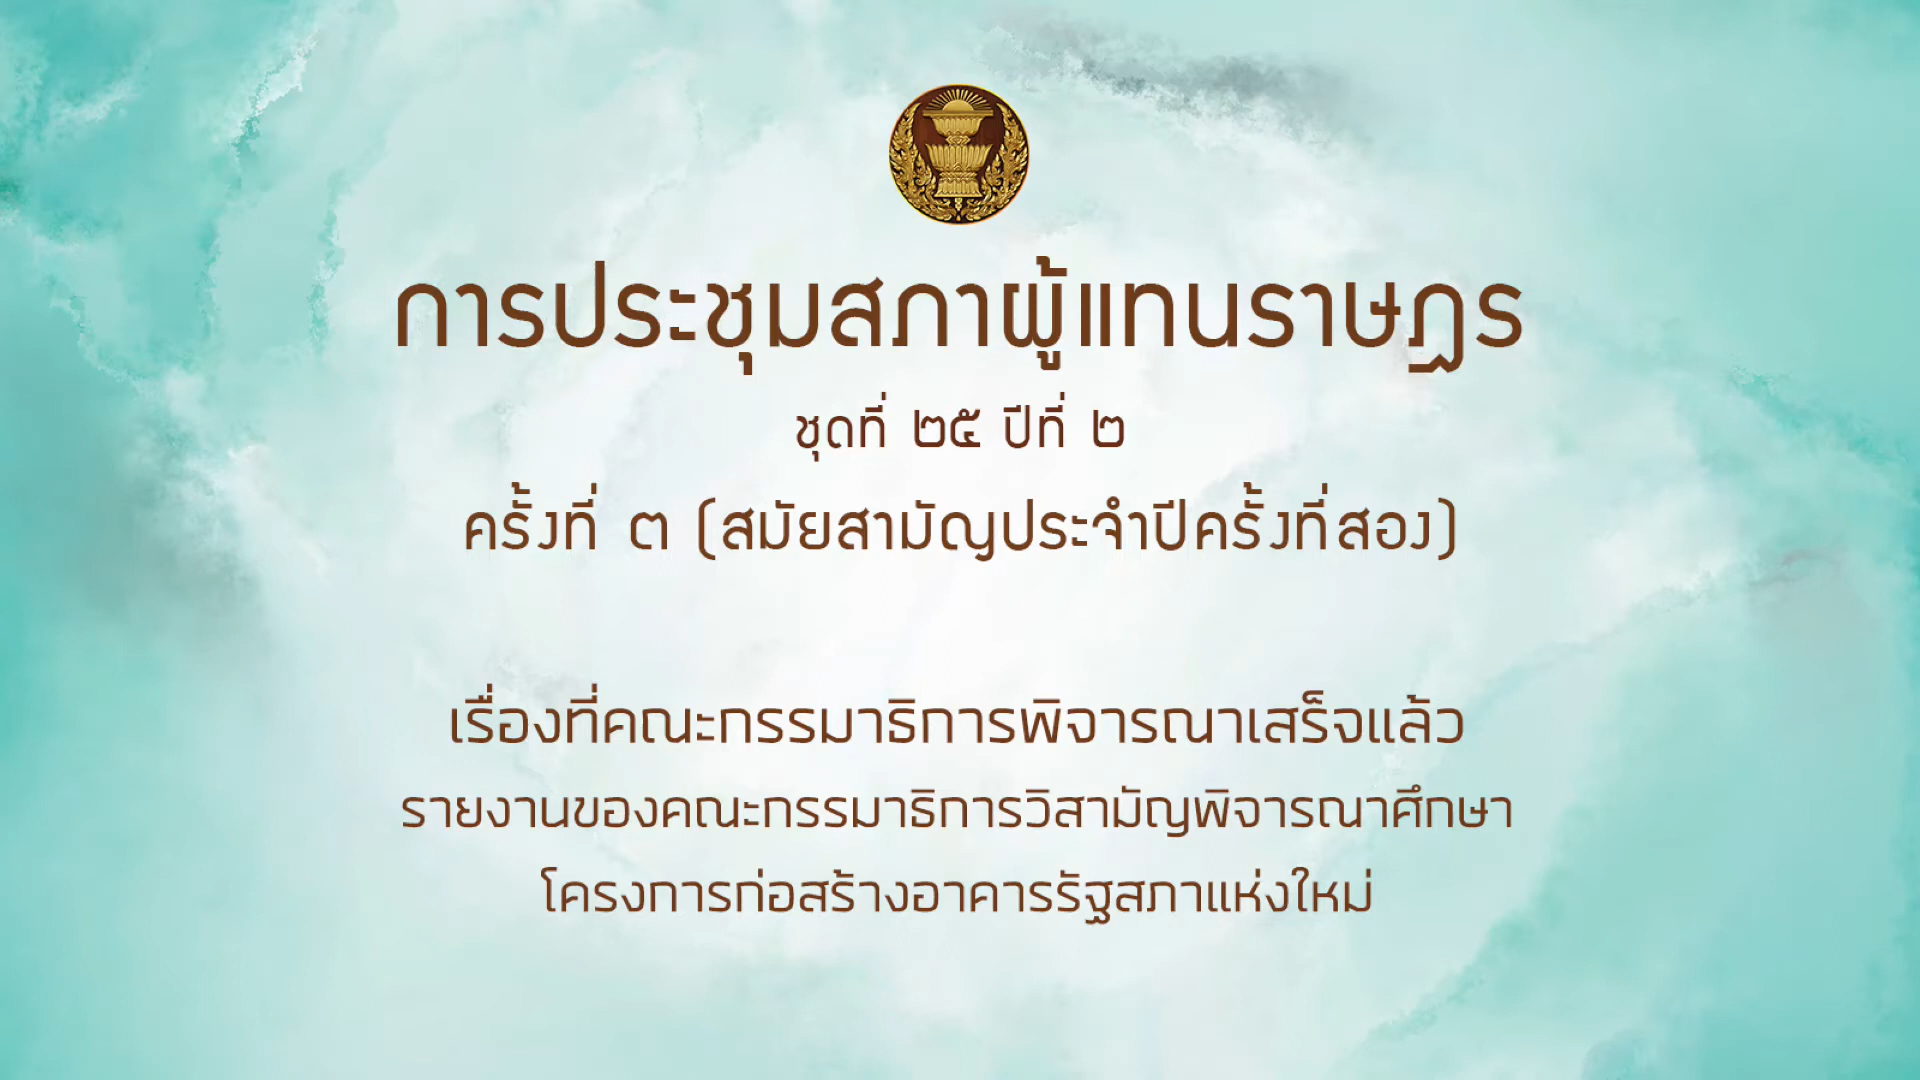 การประชุมสภาผู้แทนราษฎร
ชุดที่ ๒๕ ปีที่ ๒
ครั้งที่ ๓ (สมัยสามัญประจำปีครั้งที่สอง)
เรื่องที่คณะกรรมาธิการพิจารณาเสร็จแล้ว
รายงานของคณะกรรมาธิการวิสามัญพิจารณาศึกษา
โครงการก่อสร้างอาคารรัฐสภาแห่งใหม่